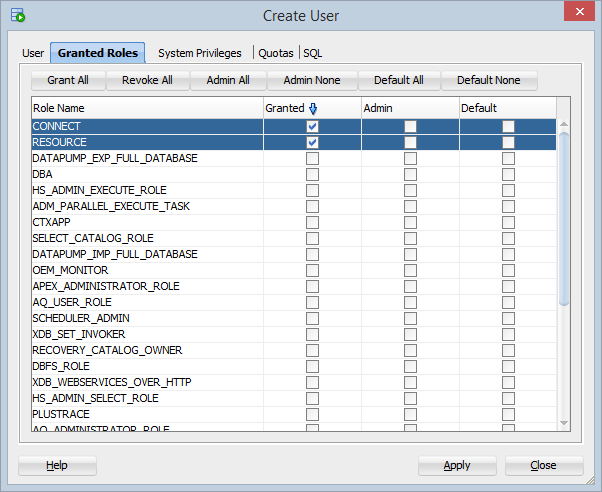 Create User
User Granted Roles System Privileges Quotas SQL
Grant All Revoke All Admin All Admin None Default All Default None
Role Name Granted Admin Default
CONNECT
RESOURCE
DATAPUMP_EXP_FULL_DATABASE
DBA
HS_ADMIN_EXECUTE_ROLE
ADM_PARALLEL_EXECUTE_TASK
CTXAPP
SELECT_CATALOG_ROLE
DATAPUMP_IMP_FULL_DATABASE
OEM_MONITOR
APEX_ADMINISTRATOR_ROLE
AQ_USER_ROLE
SCHEDULER_ADMIN
XDB_SET_INVOKER
RECOVERY_CATALOG_OWNER
DBFS_ROLE
XDB_WEBSERVICES_OVER_HTTP
HS_ADMIN_SELECT_ROLE
PLUSTRACE
AQ_ADMINISTRATOR_ROLE
Help Apply Close